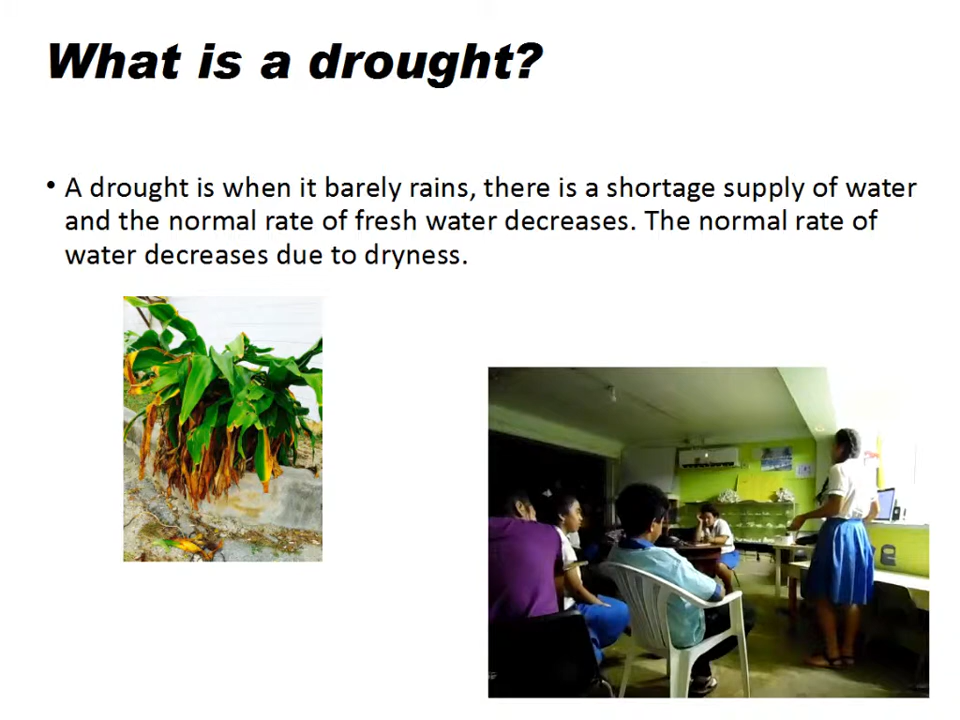 What is a drought?
• A drought is when it barely rains, there is a shortage supply of water
and the normal rate of fresh water decreases. The normal rate of
water decreases due to dryness.